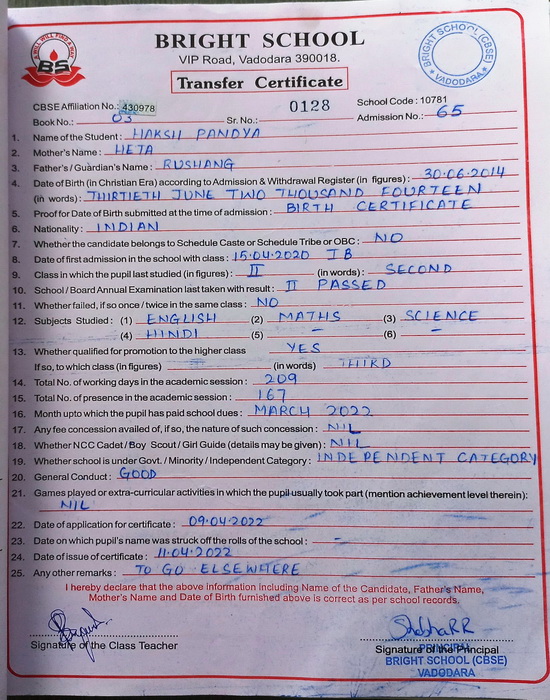 A WILL WILL FIND A WAY
BS
BRIGHT SCHOOL
VIP Road, Vadodara 390018.
Transfer Certificate
BRIGHT SCHOOL (CBSE)
* VADODARA *
CBSE Affiliation No.: 430978
0128
School Code : 10781
Book No.: 03 Sr. No.: Admission No.: 65
1. Name of the Student : HAKSH PANDYA
2. Mother's Name : HETA
3. Father's / Guardian's Name : RUSHANG
4. Date of Birth (in Christian Era) according to Admission & Withdrawal Register (in figures) : 30.06.2014
(in words) : THIRTIETH JUNE TWO THOUSAND FOURTEEN
5. Proof for Date of Birth submitted at the time of admission : BIRTH CERTIFICATE
6. Nationality : INDIAN
7. Whether the candidate belongs to Schedule Caste or Schedule Tribe or OBC : NO
8. Date of first admission in the school with class : 15.04.2020 I B
9. Class in which the pupil last studied (in figures) : II (in words) : SECOND
10. School / Board Annual Examination last taken with result : II PASSED
11. Whether failed, if so once / twice in the same class : NO
12. Subjects Studied : (1) ENGLISH (2) MATHS (3) SCIENCE
(4) HINDI (5) – (6) –
13. Whether qualified for promotion to the higher class YES
If so, to which class (in figures) (in words) THIRD
14. Total No. of working days in the academic session : 209
15. Total No. of presence in the academic session : 167
16. Month upto which the pupil has paid school dues : MARCH 2022
17. Any fee concession availed of, if so, the nature of such concession : NIL
18. Whether NCC Cadet / Boy Scout / Girl Guide (details may be given) : NIL
19. Whether school is under Govt. / Minority / Independent Category : INDEPENDENT CATEGORY
20. General Conduct : GOOD
21. Games played or extra-curricular activities in which the pupil usually took part (mention achievement level therein) :
NIL
22. Date of application for certificate : 09.04.2022
23. Date on which pupil's name was struck off the rolls of the school : –
24. Date of issue of certificate : 11.04.2022
25. Any other remarks : TO GO ELSEWHERE
I hereby declare that the above information including Name of the Candidate, Father's Name,
Mother's Name and Date of Birth furnished above is correct as per school records.
ShobhaRR
Signature of the Class Teacher
Signature of the Principal
PRINCIPAL
BRIGHT SCHOOL (CBSE)
VADODARA